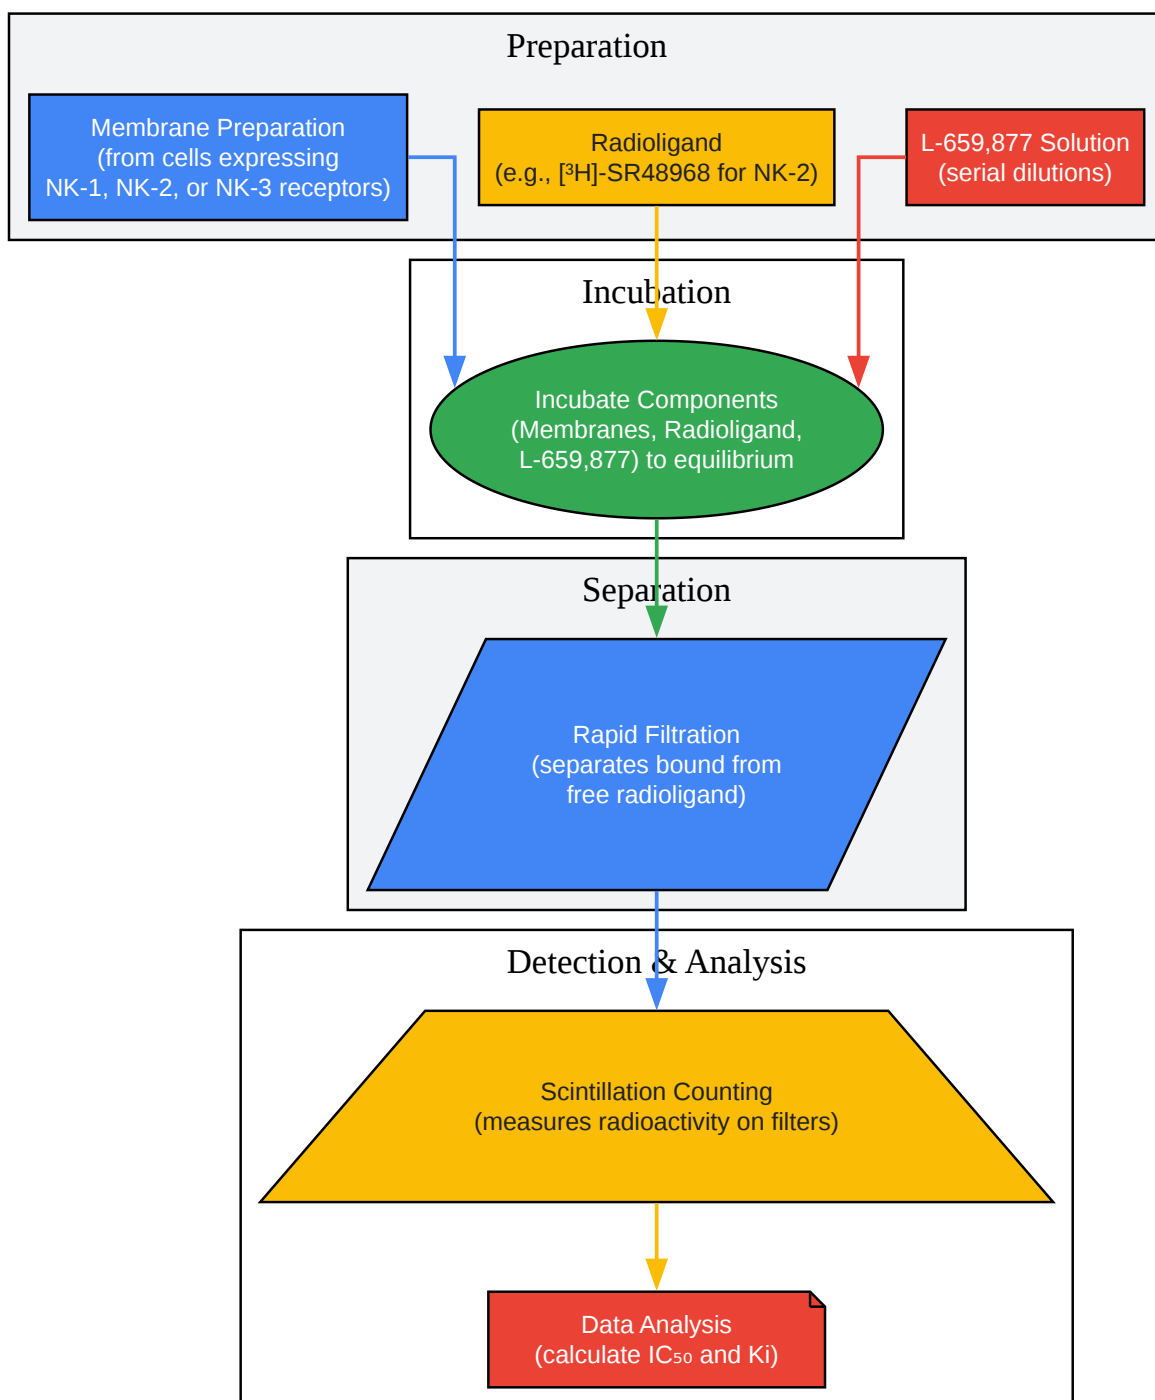 Preparation
Membrane Preparation
(from cells expressing
NK-1, NK-2, or NK-3 receptors)
Radioligand
(e.g., [³H]-SR48968 for NK-2)
L-659,877 Solution
(serial dilutions)
Incubation
Incubate Components
(Membranes, Radioligand,
L-659,877) to equilibrium
Separation
Rapid Filtration
(separates bound from
free radioligand)
Detection & Analysis
Scintillation Counting
(measures radioactivity on filters)
Data Analysis
(calculate IC₅₀ and Ki)